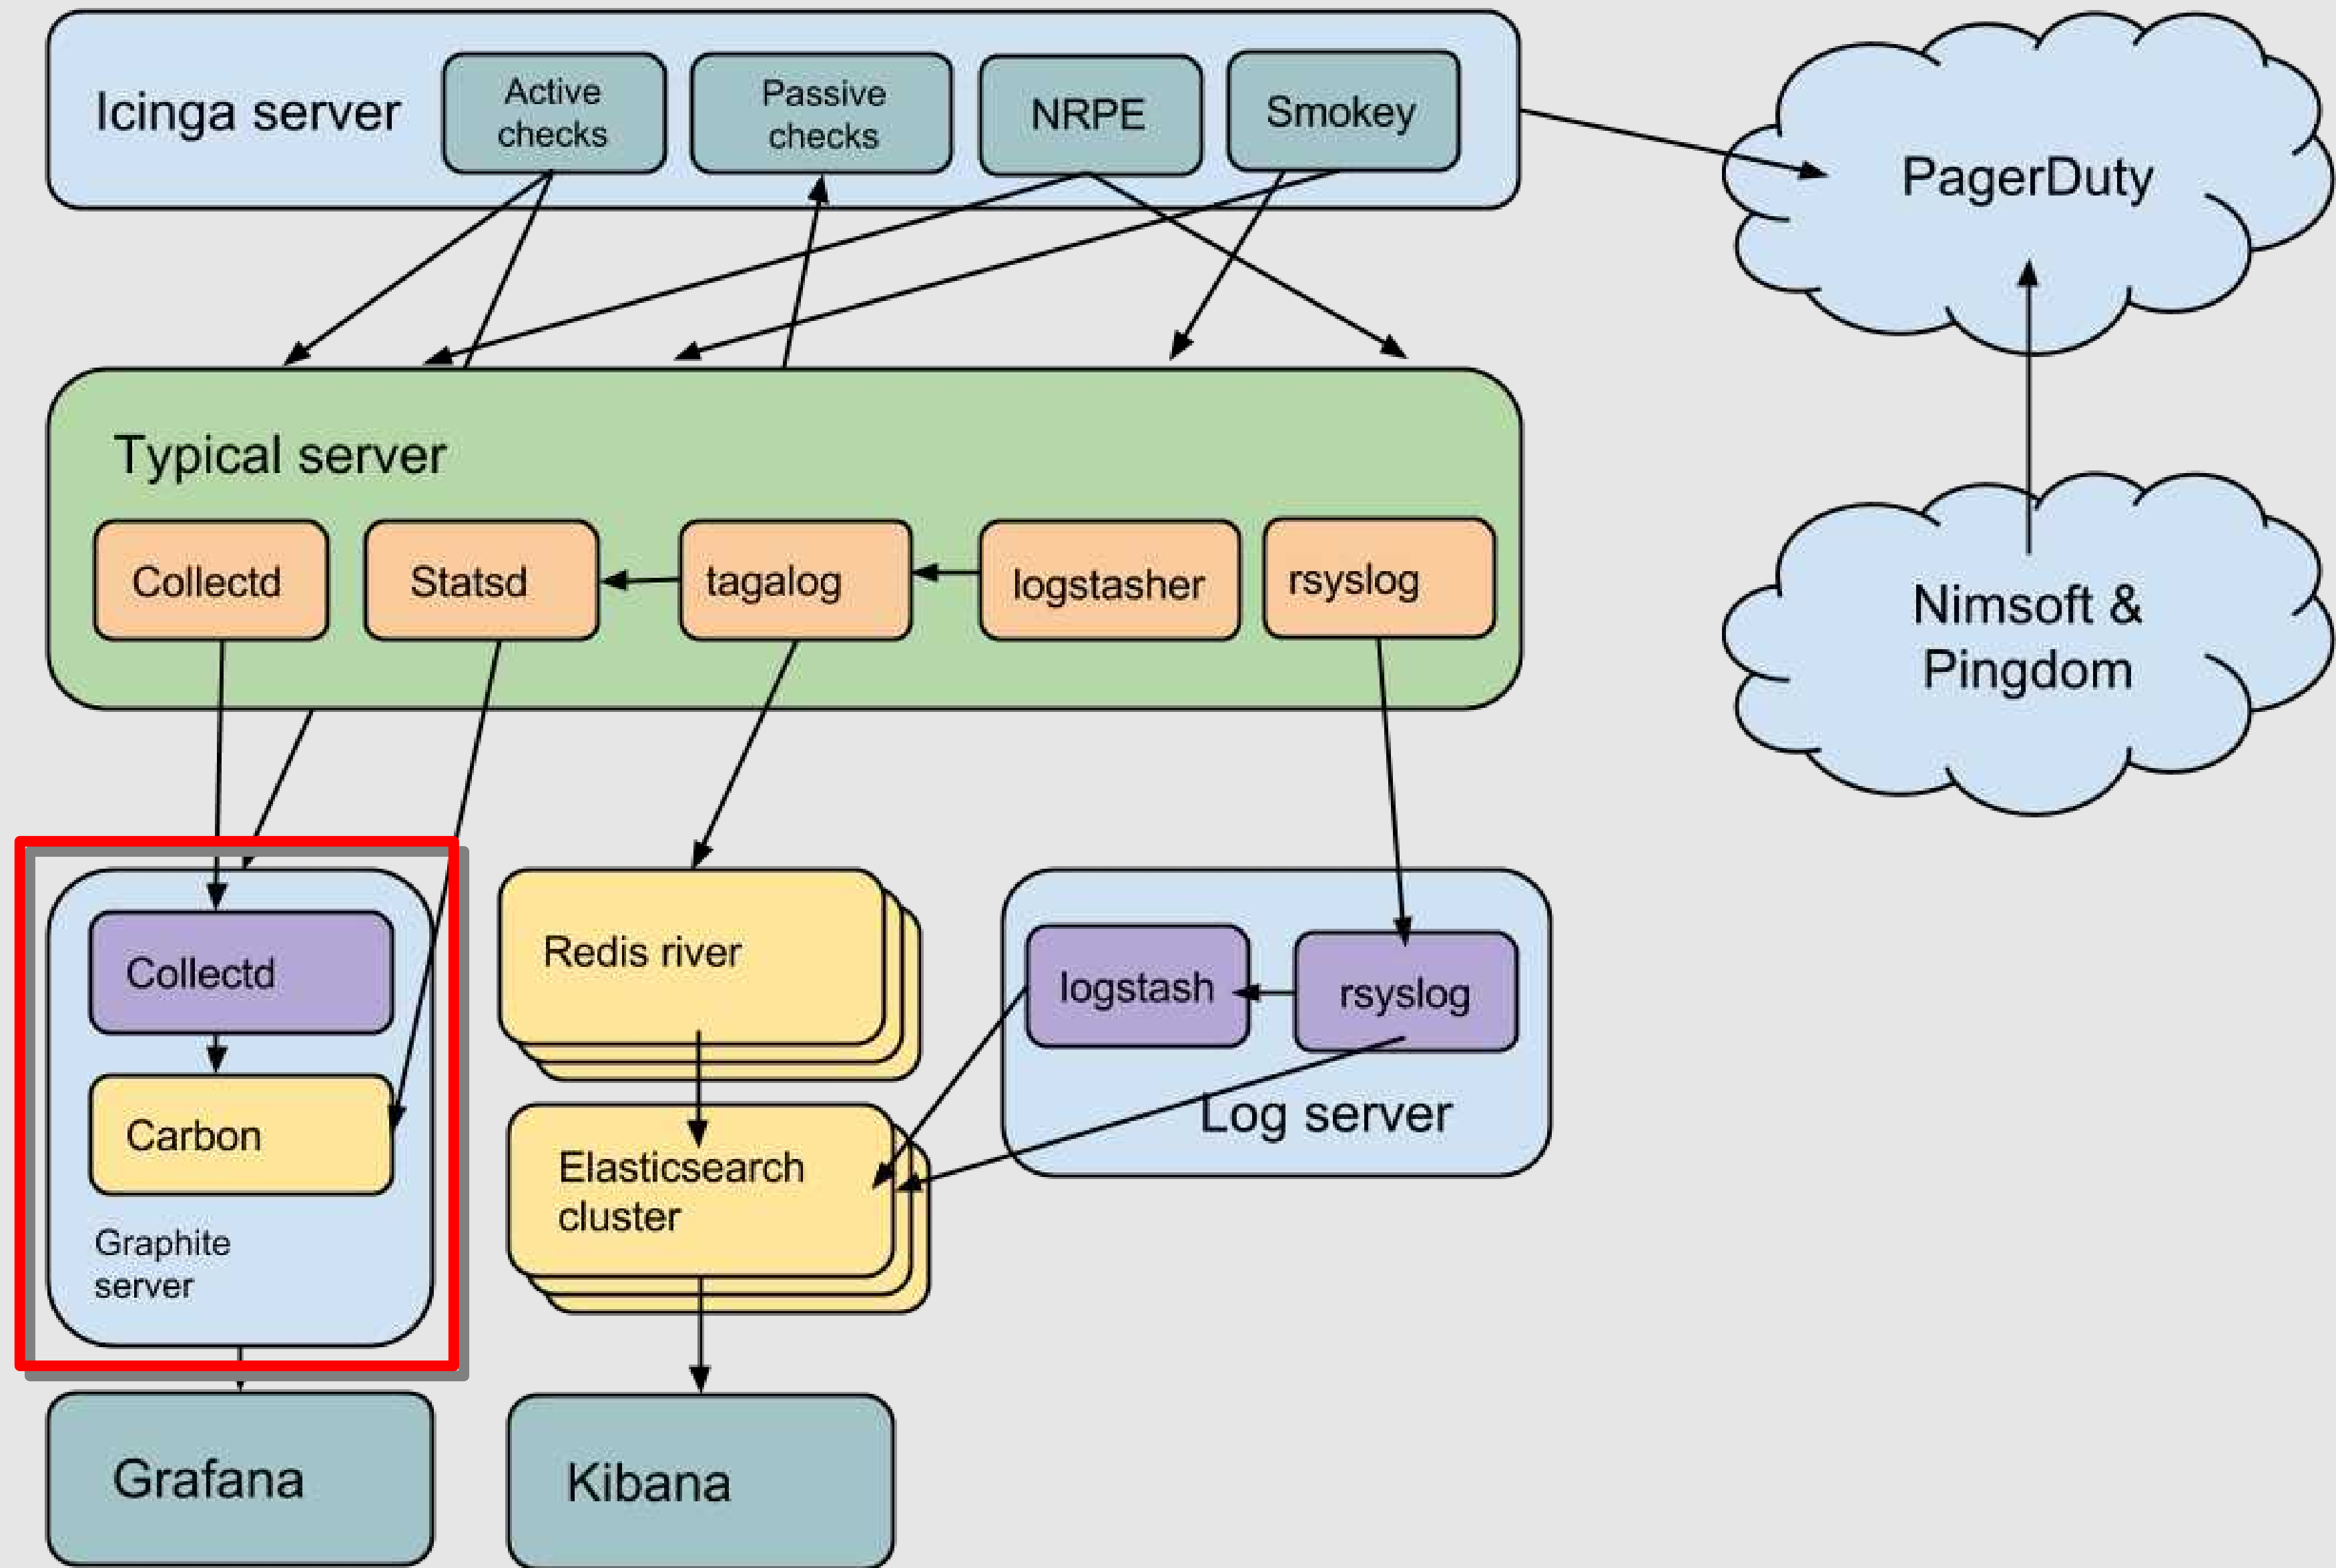 Icinga server
Active
checks
Passive
checks
NRPE
Smokey
PagerDuty
Typical server
Collectd
Statsd
tagalog
logstasher
rsyslog
Nimsoft &
Pingdom
Collectd
Carbon
Graphite
server
Redis river
Elasticsearch
cluster
logstash
rsyslog
Log server
Grafana
Kibana